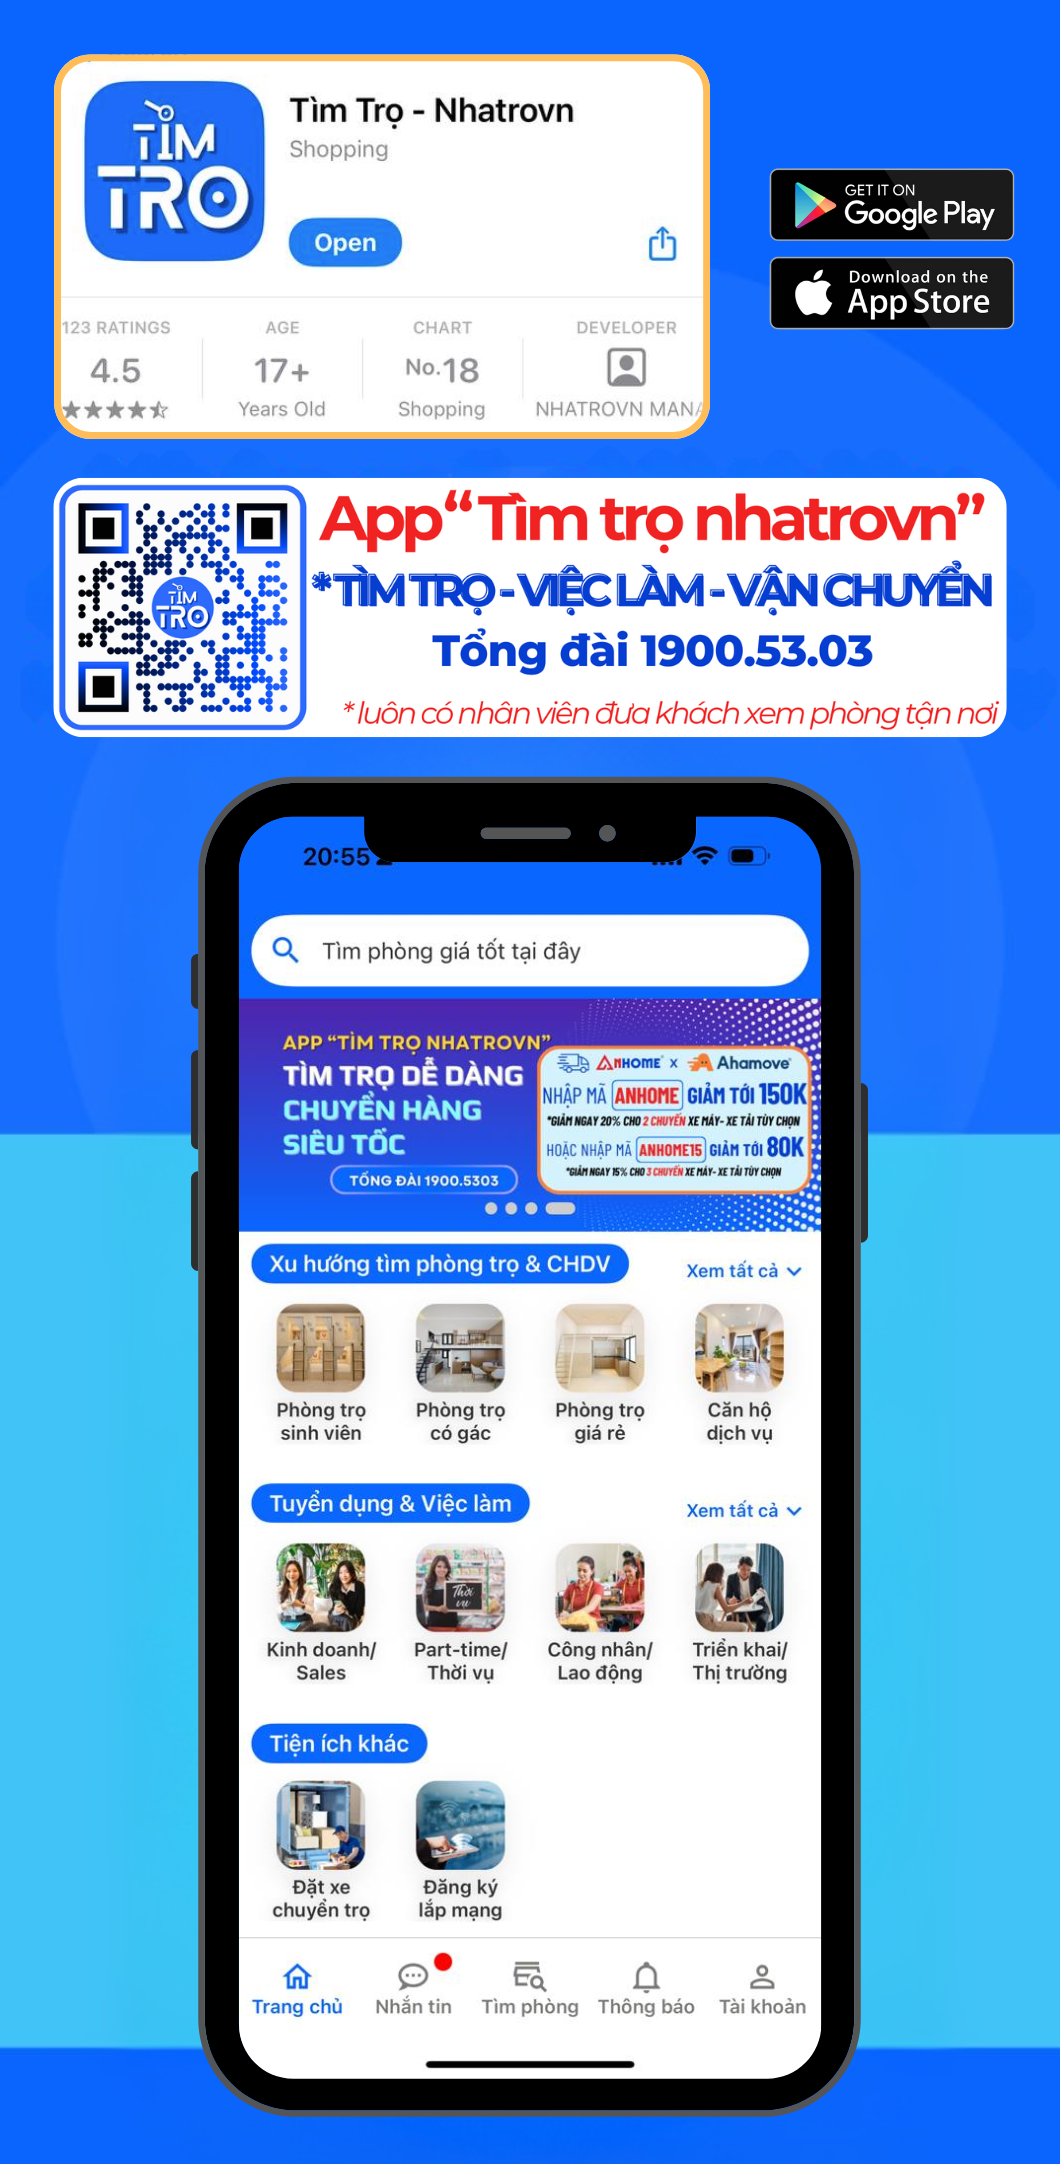 TÌM
TRO
Tìm Trọ - Nhatrovn
Shopping
Open
GET IT ON
Google Play
Download on the
App Store
123 RATINGS
4.5
AGE
17+
Years Old
CHART
No.18
Shopping
DEVELOPER
NHATROVN MANA
TÌM
TRO
App“Tìm trọ nhatrovn”
*TÌM TRỌ - VIỆC LÀM - VẬN CHUYỂN
Tổng đài 1900.53.03
*luôn có nhân viên đưa khách xem phòng tận nơi
20:55
Tìm phòng giá tốt tại đây
APP “TÌM TRỌ NHATROVN”
TÌM TRỌ DỄ DÀNG
CHUYỂN HÀNG
SIÊU TỐC
TỔNG ĐÀI 1900.5303
ANHOME x Ahamove
NHẬP MÃ ANHOME GIẢM TỚI 150K
*GIẢM NGAY 20% CHO 2 CHUYẾN XE MÁY- XE TẢI TÙY CHỌN
HOẶC NHẬP MÃ ANHOME15 GIẢM TỚI 80K
*GIẢM NGAY 15% CHO 3 CHUYẾN XE MÁY- XE TẢI TÙY CHỌN
Xu hướng tìm phòng trọ & CHDV
Xem tất cả
Phòng trọ
sinh viên
Phòng trọ
có gác
Phòng trọ
giá rẻ
Căn hộ
dịch vụ
Tuyển dụng & Việc làm
Xem tất cả
Thời
vụ
Kinh doanh/
Sales
Part-time/
Thời vụ
Công nhân/
Lao động
Triển khai/
Thị trường
Tiện ích khác
Đặt xe
chuyển trọ
Đăng ký
lắp mạng
Trang chủ
Nhắn tin
Tìm phòng
Thông báo
Tài khoản